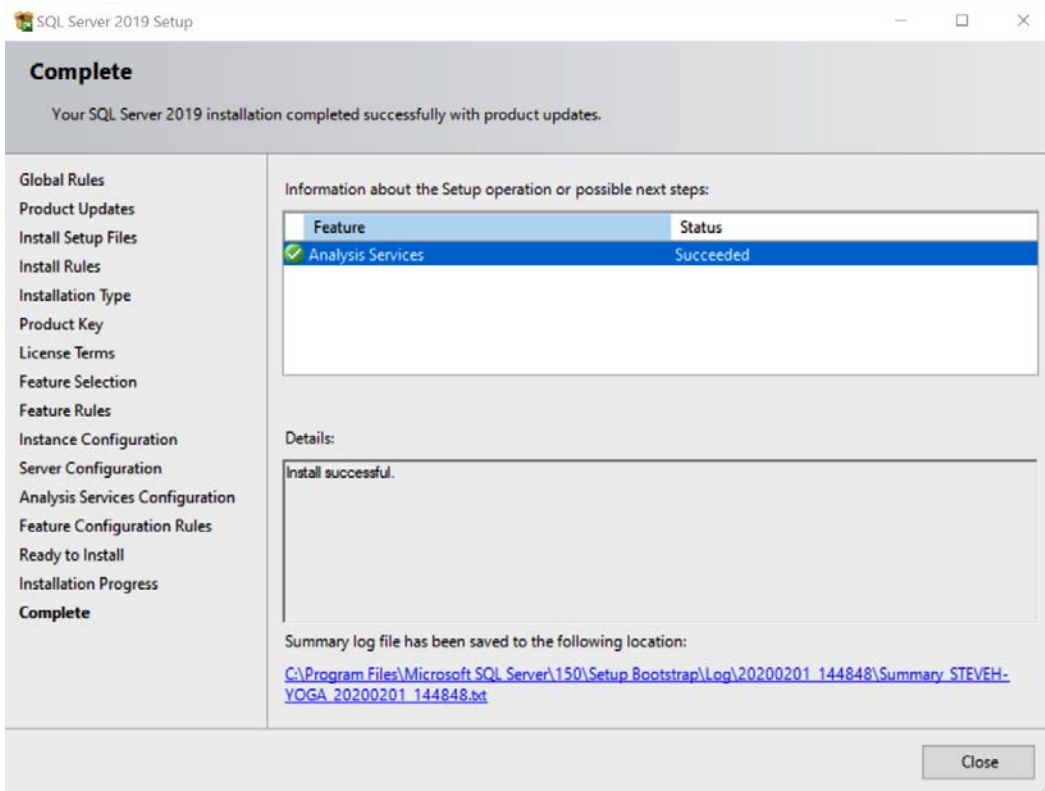 SQL Server 2019 Setup
Complete
Your SQL Server 2019 installation completed successfully with product updates.
Global Rules
Product Updates
Install Setup Files
Install Rules
Installation Type
Product Key
License Terms
Feature Selection
Feature Rules
Instance Configuration
Server Configuration
Analysis Services Configuration
Feature Configuration Rules
Ready to Install
Installation Progress
Complete
Information about the Setup operation or possible next steps:
Feature Status
Analysis Services Succeeded
Details:
Install successful.
Summary log file has been saved to the following location:
C:\Program Files\Microsoft SQL Server\150\Setup Bootstrap\Log\20200201_144848\Summary_STEVEH-
YOGA_20200201_144848.txt
Close